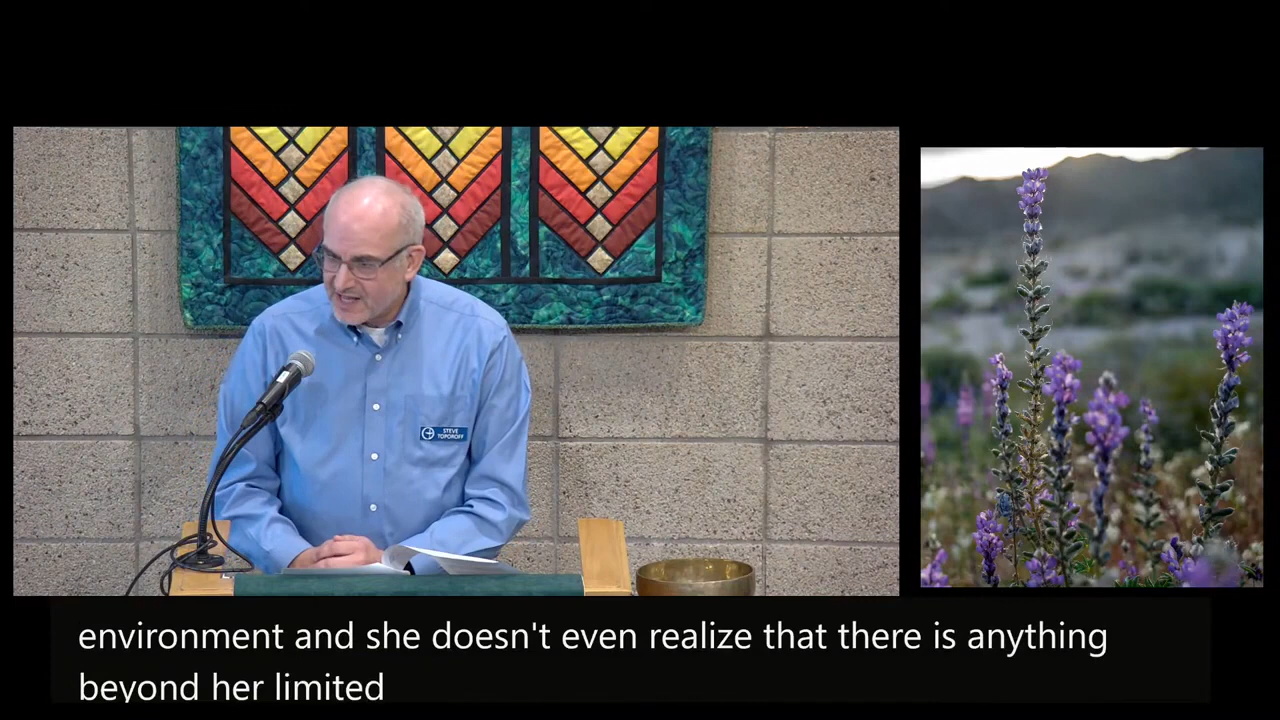 STEVE
TOPOROFF
environment and she doesn't even realize that there is anything
beyond her limited